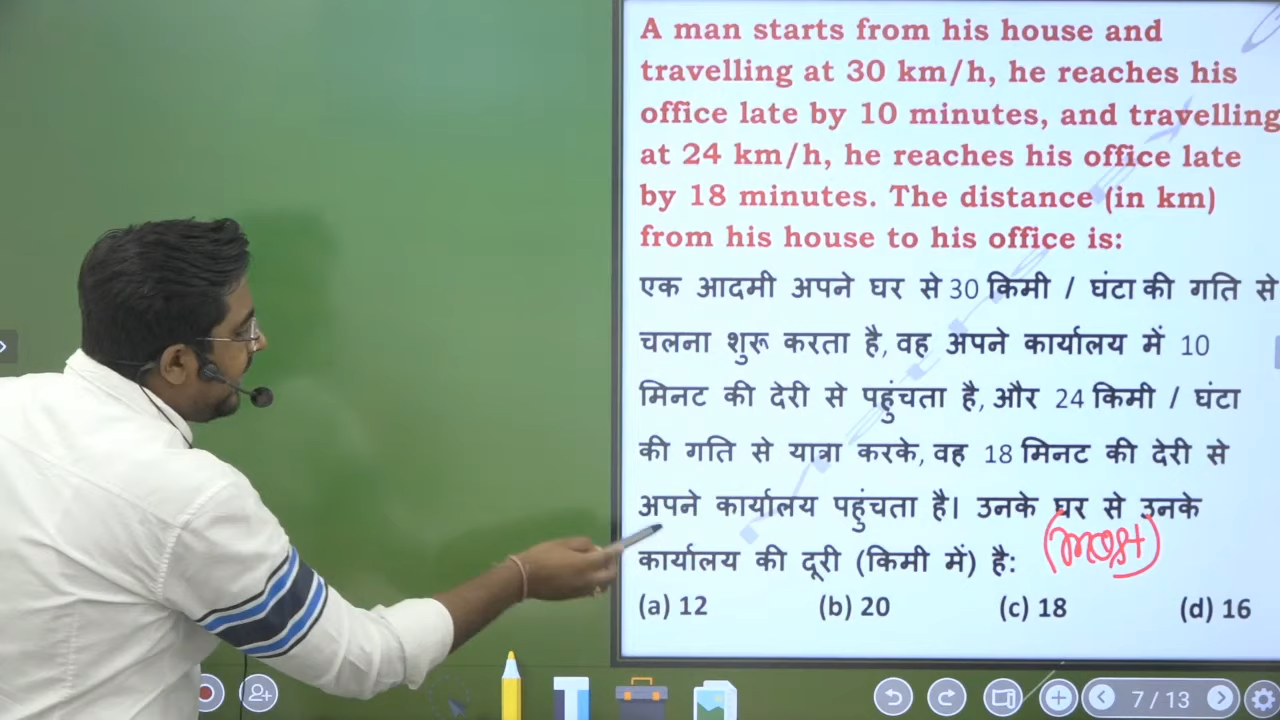 A man starts from his house and
travelling at 30 km/h, he reaches his
office late by 10 minutes, and travelling
at 24 km/h, he reaches his office late
by 18 minutes. The distance (in km)
from his house to his office is:
एक आदमी अपने घर से 30 किमी / घंटा की गति से
चलना शुरू करता है, वह अपने कार्यालय में 10
मिनट की देरी से पहुंचता है, और 24 किमी / घंटा
की गति से यात्रा करके, वह 18 मिनट की देरी से
अपने कार्यालय पहुंचता है। उनके घर से उनके
कार्यालय की दूरी (किमी में) है:
(most)
(a) 12 (b) 20 (c) 18 (d) 16
7 / 13